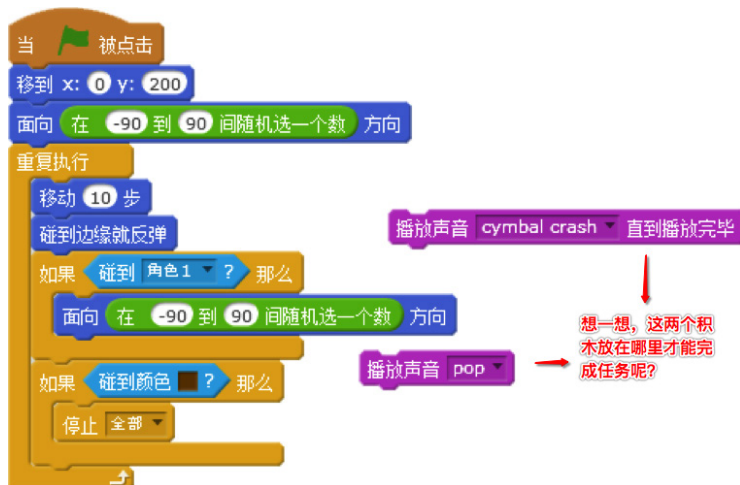 当 被点击
移到 x: 0 y: 200
面向 在 -90 到 90 间随机选一个数 方向
重复执行
移动 10 步
碰到边缘就反弹
如果 碰到 角色1 ? 那么
面向 在 -90 到 90 间随机选一个数 方向
如果 碰到颜色 ? 那么
停止 全部
播放声音 cymbal crash 直到播放完毕
播放声音 pop
想一想，这两个积
木放在哪里才能完
成任务呢?